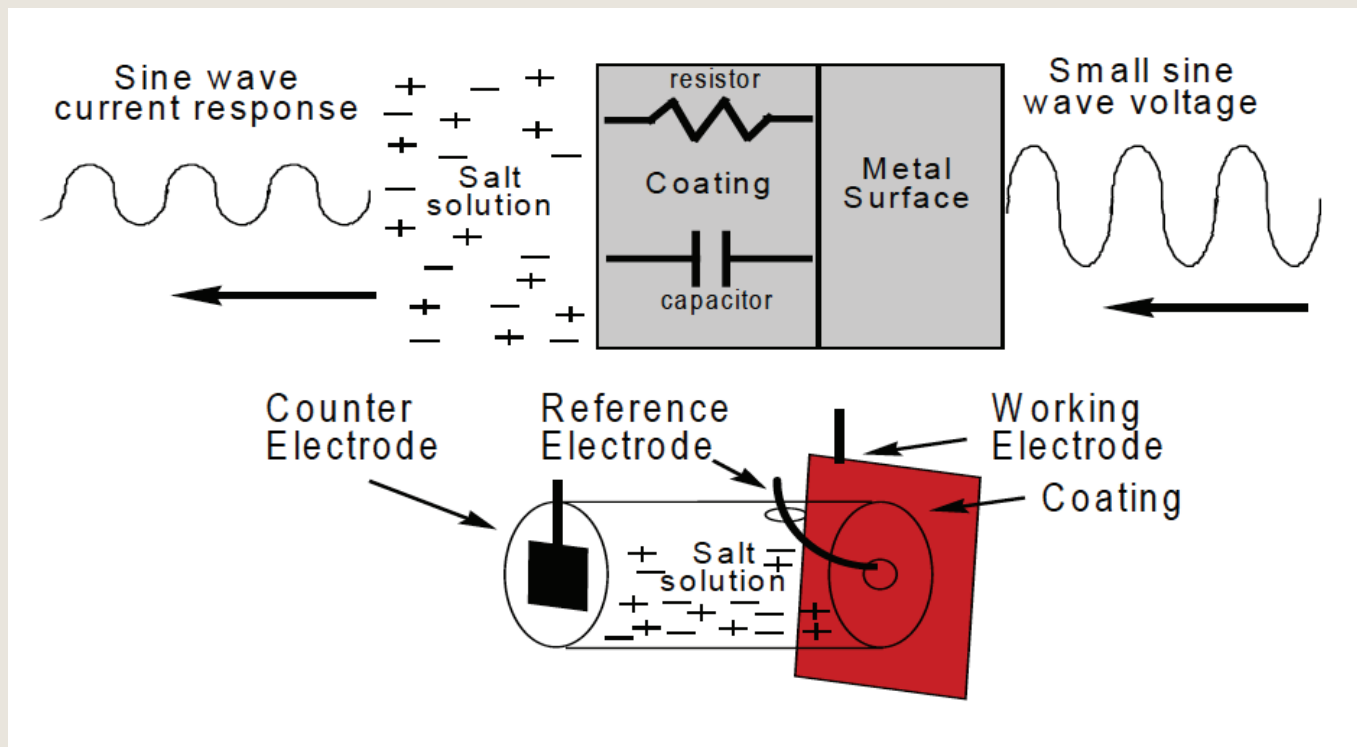 Sine wave
current response
Salt
solution
resistor
Coating
capacitor
Metal
Surface
Small sine
wave voltage
Counter
Electrode
Reference
Electrode
Working
Electrode
Coating
Salt
solution